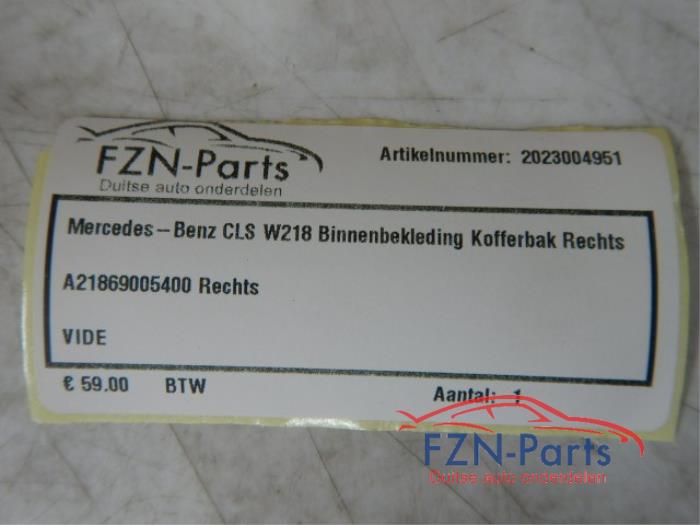 FZN-Parts
Duitse auto onderdelen
Artikelnummer: 2023004951
Mercedes-Benz CLS W218 Binnenbekleding Kofferbak Rechts
A21869005400 Rechts
VIDE
€ 59.00 BTW
Aantal: 1
FZN-Parts
Duitse auto onderdelen